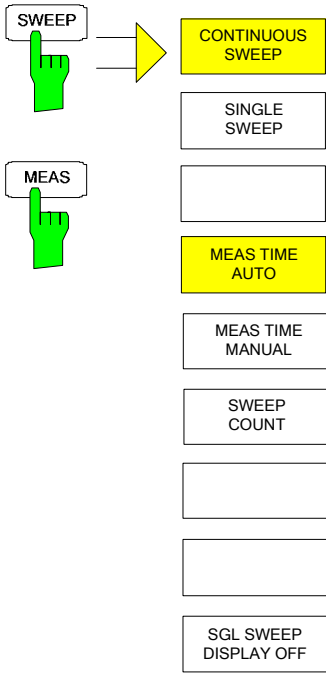 SWEEP
CONTINUOUS
SWEEP
SINGLE
SWEEP
MEAS
MEAS TIME
AUTO
MEAS TIME
MANUAL
SWEEP
COUNT
SGL SWEEP
DISPLAY OFF